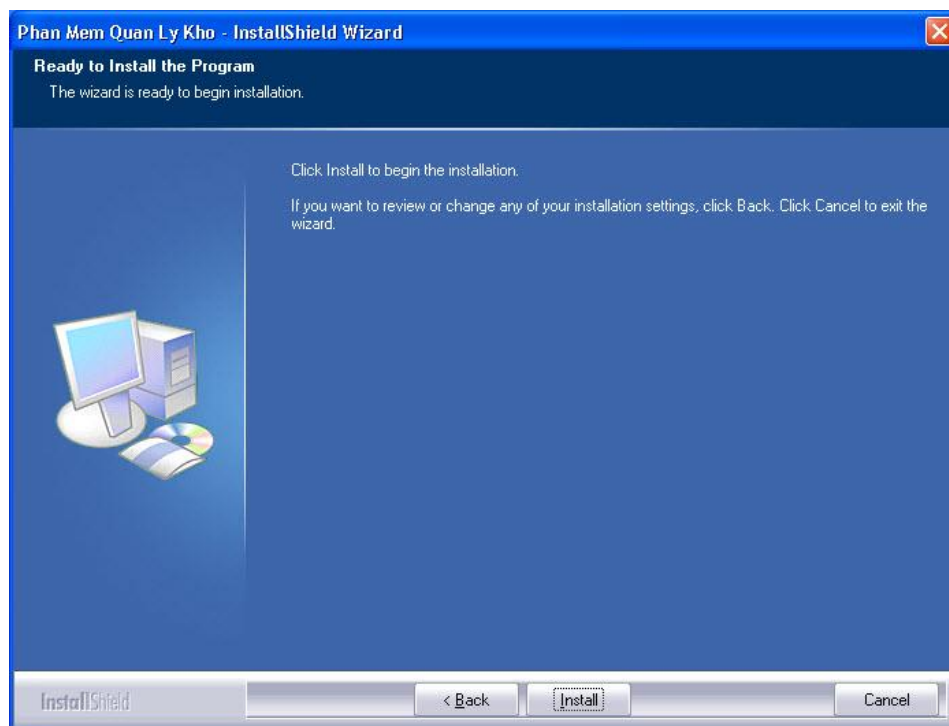 Phan Mem Quan Ly Kho - InstallShield Wizard
Ready to Install the Program
The wizard is ready to begin installation.
Click Install to begin the installation.
If you want to review or change any of your installation settings, click Back. Click Cancel to exit the
wizard.
InstallShield
< Back
Install
Cancel